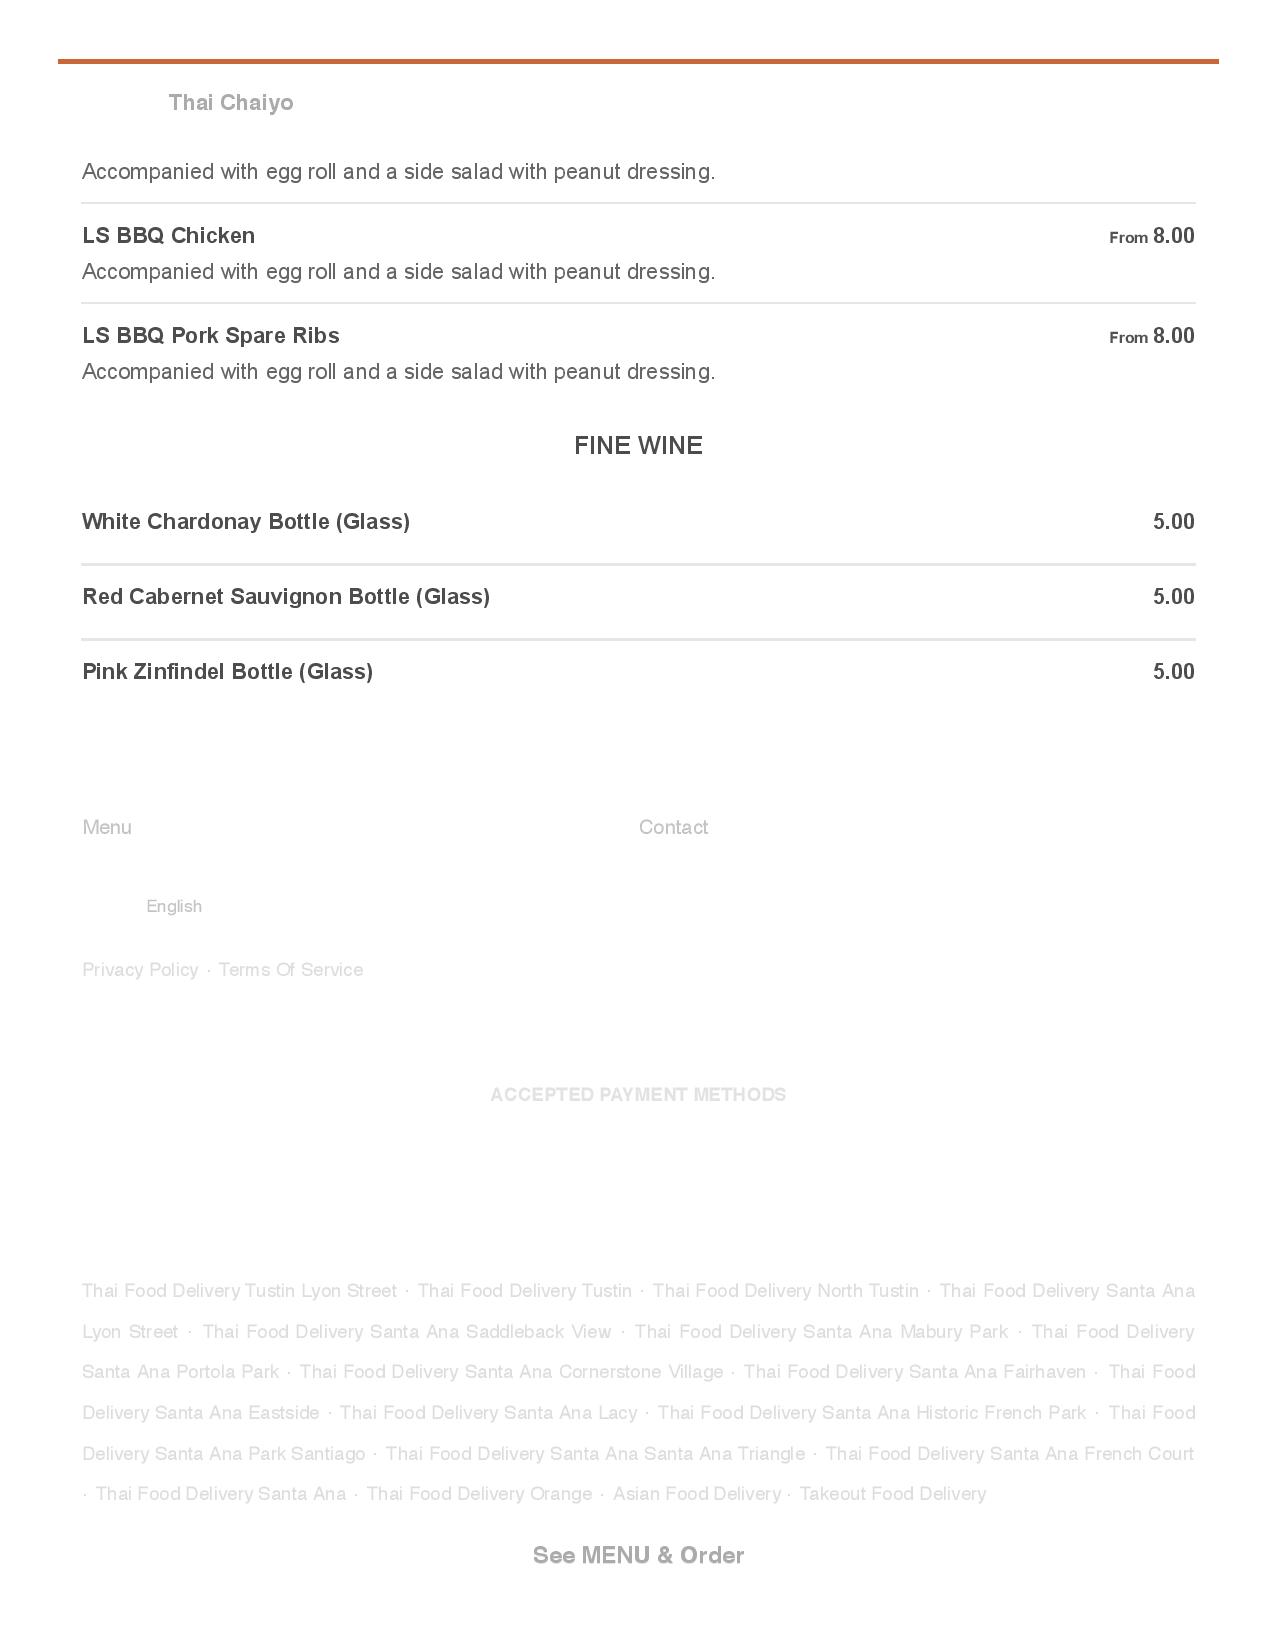 Thai Chaiyo
Accompanied with egg roll and a side salad with peanut dressing.
LS BBQ Chicken From 8.00
Accompanied with egg roll and a side salad with peanut dressing.
LS BBQ Pork Spare Ribs From 8.00
Accompanied with egg roll and a side salad with peanut dressing.
FINE WINE
White Chardonay Bottle (Glass) 5.00
Red Cabernet Sauvignon Bottle (Glass) 5.00
Pink Zinfindel Bottle (Glass) 5.00
Menu Contact
English
Privacy Policy · Terms Of Service
ACCEPTED PAYMENT METHODS
Thai Food Delivery Tustin Lyon Street · Thai Food Delivery Tustin · Thai Food Delivery North Tustin · Thai Food Delivery Santa Ana
Lyon Street · Thai Food Delivery Santa Ana Saddleback View · Thai Food Delivery Santa Ana Mabury Park · Thai Food Delivery
Santa Ana Portola Park · Thai Food Delivery Santa Ana Cornerstone Village · Thai Food Delivery Santa Ana Fairhaven · Thai Food
Delivery Santa Ana Eastside · Thai Food Delivery Santa Ana Lacy · Thai Food Delivery Santa Ana Historic French Park · Thai Food
Delivery Santa Ana Park Santiago · Thai Food Delivery Santa Ana Santa Ana Triangle · Thai Food Delivery Santa Ana French Court
· Thai Food Delivery Santa Ana · Thai Food Delivery Orange · Asian Food Delivery · Takeout Food Delivery
See MENU & Order